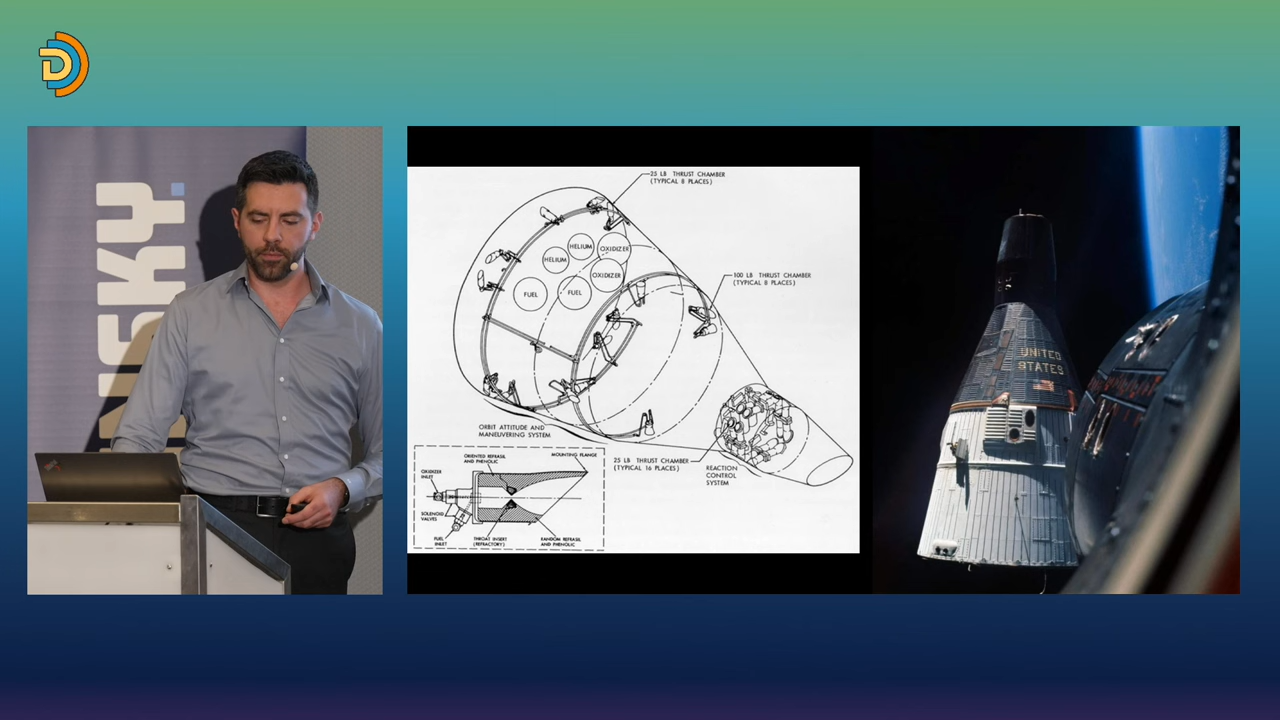 D
NSKY.
25 LB THRUST CHAMBER
(TYPICAL 8 PLACES)
HELIUM
OXIDIZER
HELIUM
OXIDIZER
FUEL
FUEL
100 LB THRUST CHAMBER
(TYPICAL 8 PLACES)
ORBIT ATTITUDE AND
MANEUVERING SYSTEM
25 LB THRUST CHAMBER
(TYPICAL 16 PLACES)
REACTION
CONTROL
SYSTEM
ORIENTED REFRASIL
AND PHENOLIC
MOUNTING FLANGE
OXIDIZER
INLET
SOLENOID
VALVES
FUEL
INLET
THROAT INSERT
(REFRACTORY)
RANDOM REFRASIL
AND PHENOLIC
UNITED
STATES